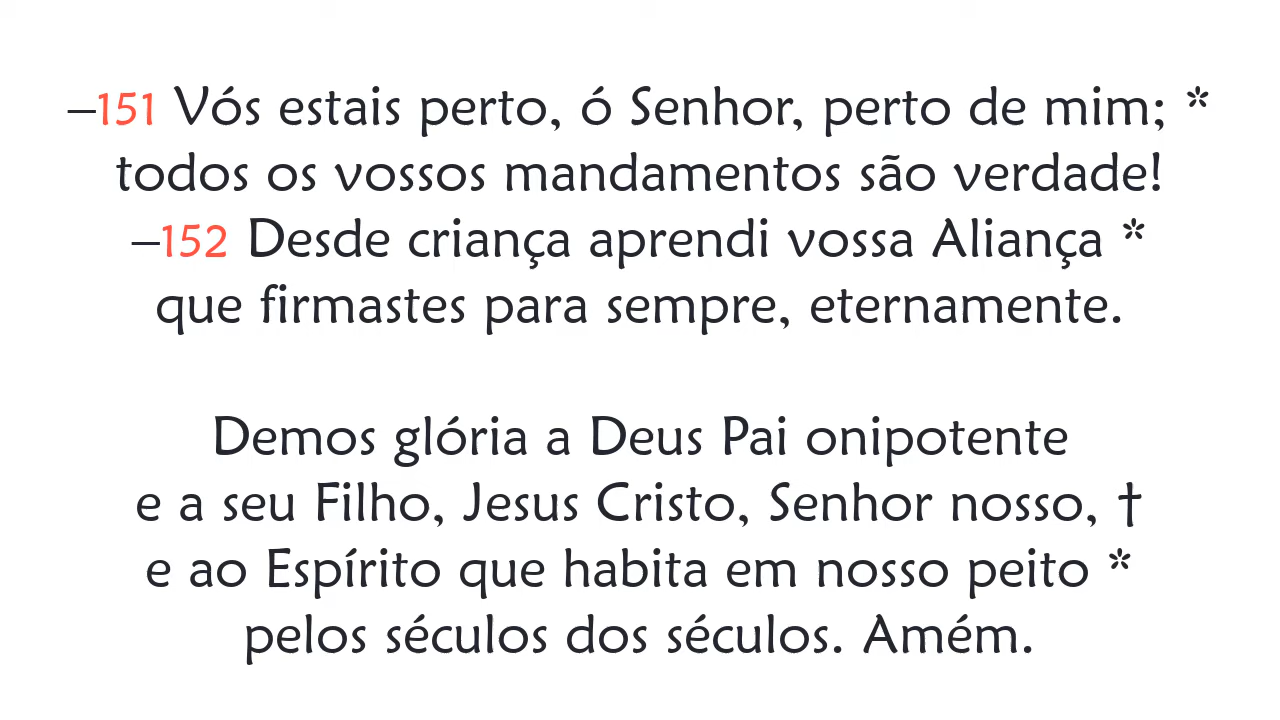 –151 Vós estais perto, ó Senhor, perto de mim; *
todos os vossos mandamentos são verdade!
–152 Desde criança aprendi vossa Aliança *
que firmastes para sempre, eternamente.
Demos glória a Deus Pai onipotente
e a seu Filho, Jesus Cristo, Senhor nosso, †
e ao Espírito que habita em nosso peito *
pelos séculos dos séculos. Amém.